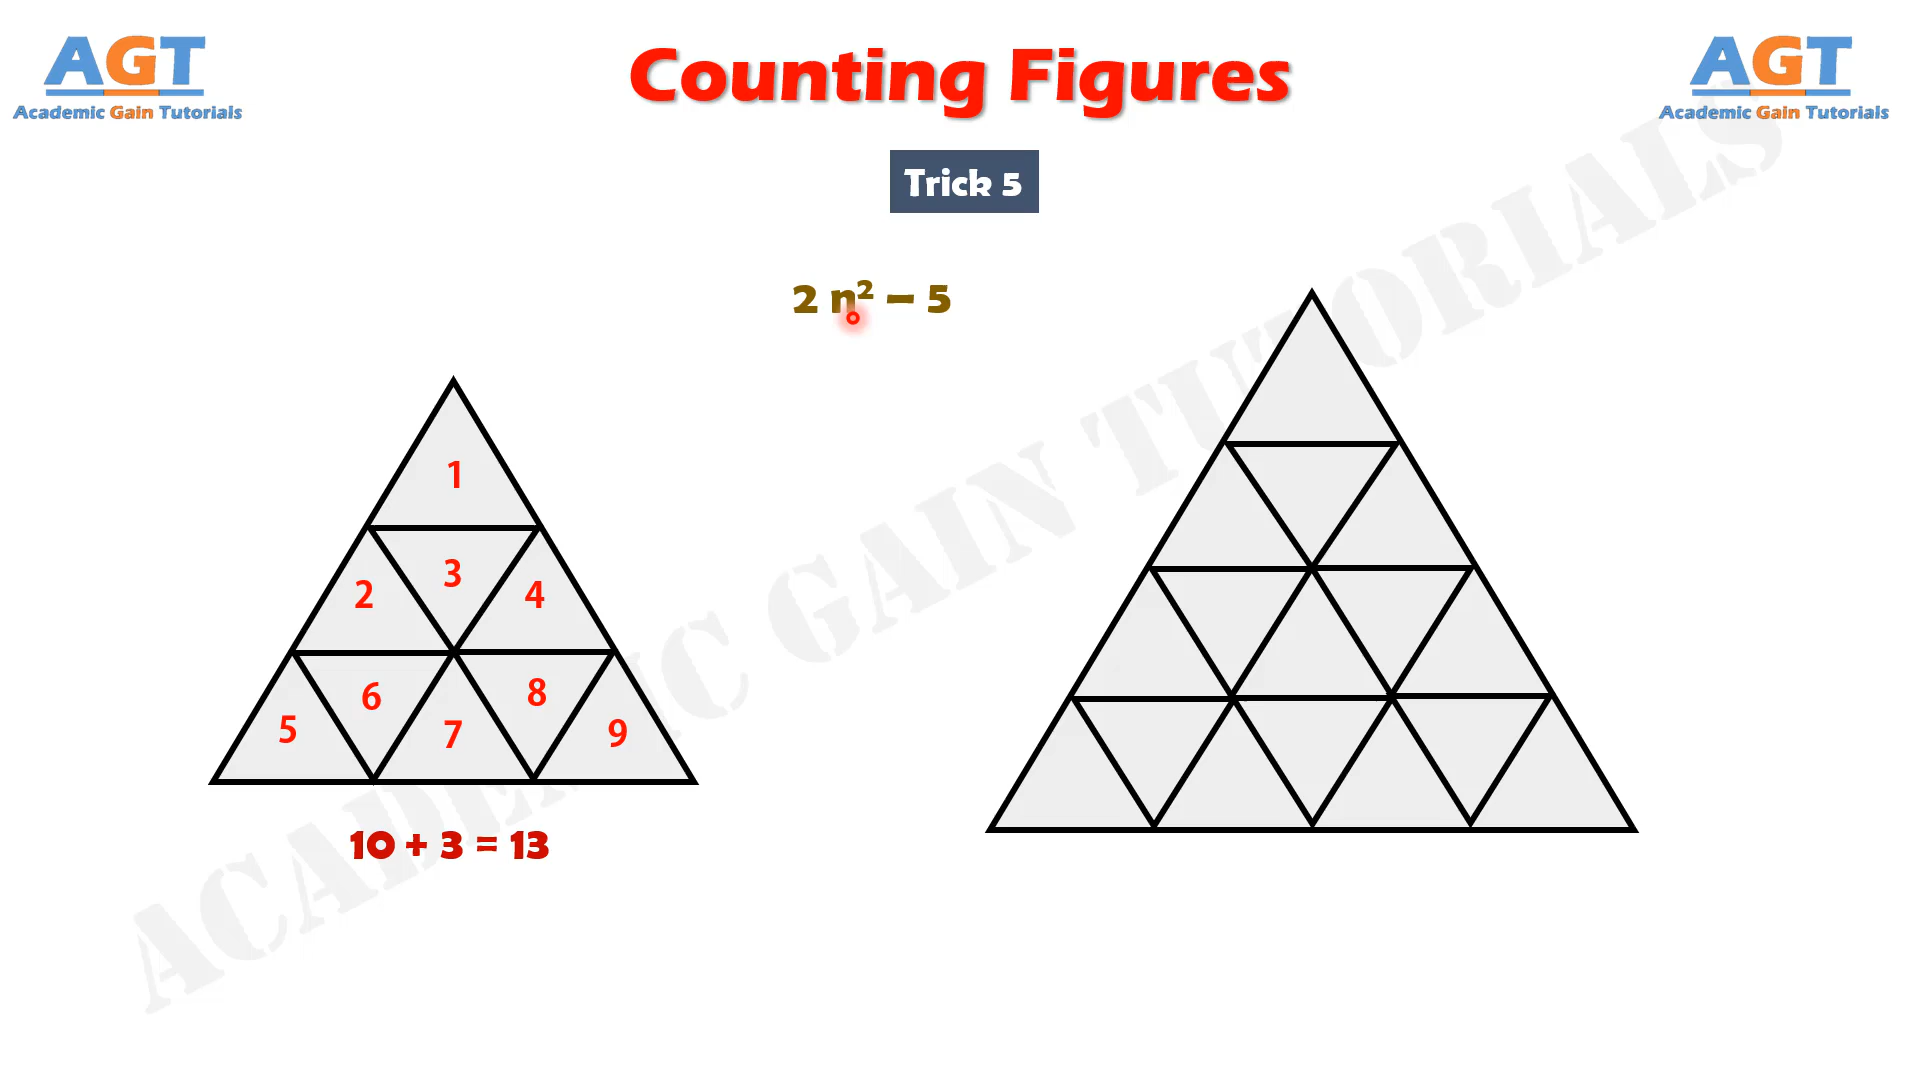 AGT
Academic Gain Tutorials
Counting Figures
AGT
Academic Gain Tutorials
Trick 5
2 n² – 5
1
2
3
4
5
6
7
8
9
10 + 3 = 13
ACADEMIC GAIN TUTORIALS